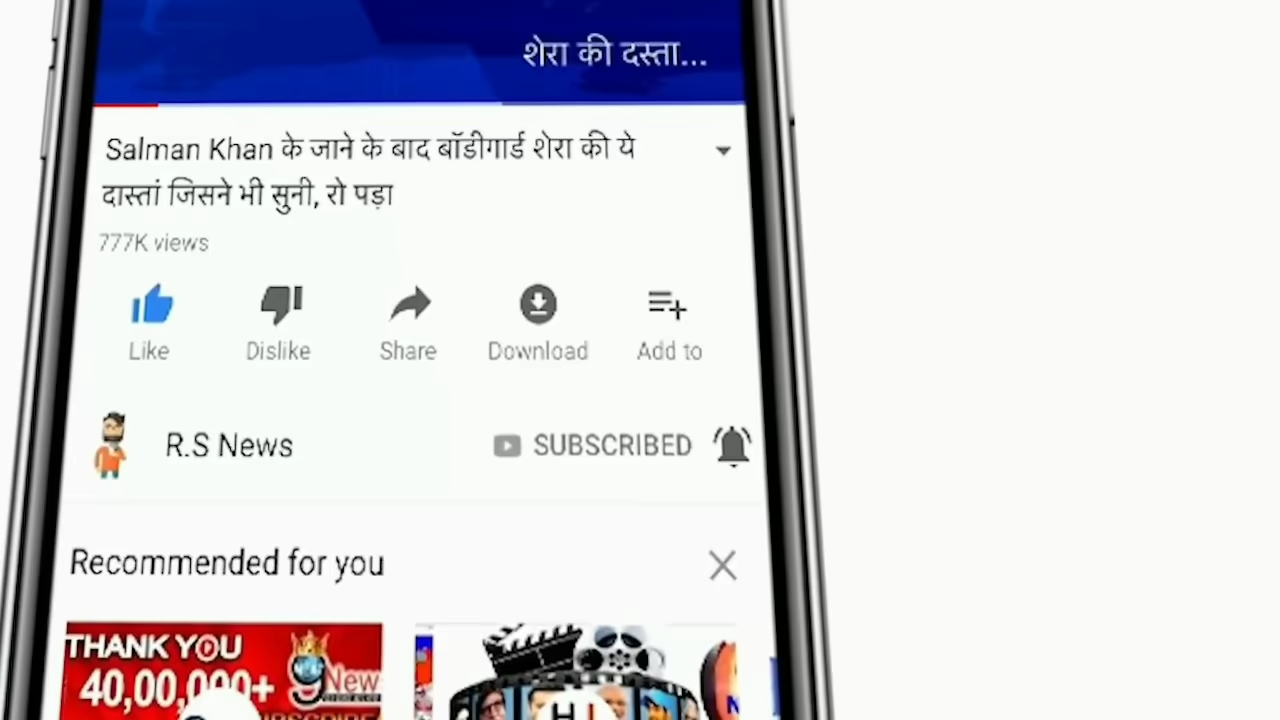 शेरा की दस्ता...
Salman Khan के जाने के बाद बॉडीगार्ड शेरा की ये
दास्तां जिसने भी सुनी, रो पड़ा
777K views
Like Dislike Share Download Add to
R.S News SUBSCRIBED
Recommended for you
THANK YOU
40,00,000+
News